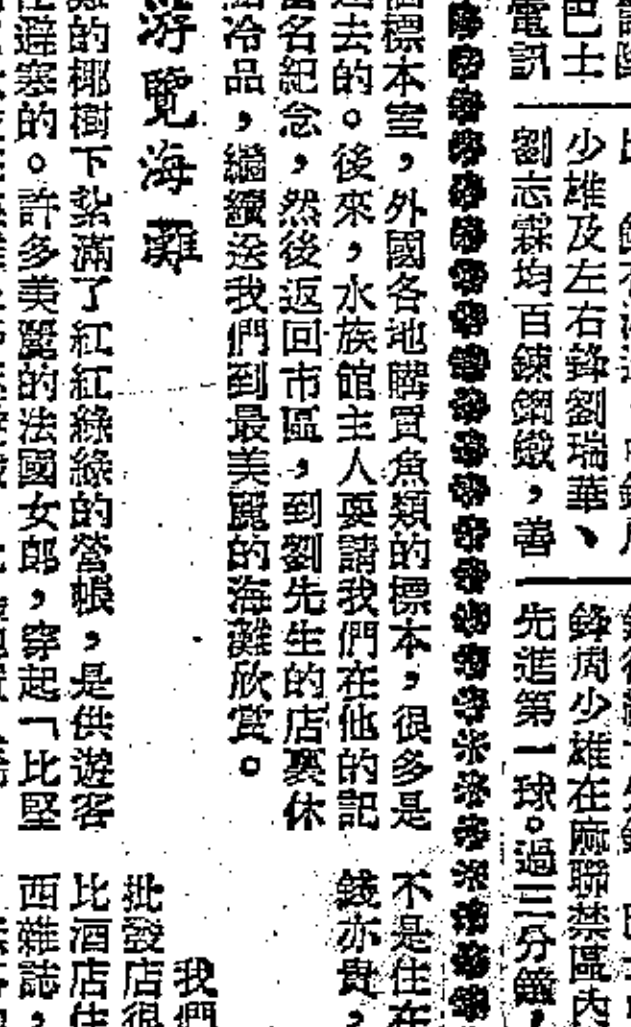 巴士
電訊
少雄及左右鋒劉瑞華、
劉志霖均百鍊鋼鐵，善
鋒周少雄在麻聯禁區內
先進第一球。過三分鐘，
標本室，外國各地購買魚類的標本，很多是
去的。後來，水族館主人要請我們在他的記
名紀念，然後返回市區，到劉先生的店裏休
冷品，繼續送我們到最美麗的海灘欣賞。
游覽海灘
的椰樹下紮滿了紅紅綠綠的營帳，是供遊客
避寒的。許多美麗的法國女郎，穿起「比堅
不是住在
錢亦貴，
我們
批發店很
比酒店住
西雜誌，